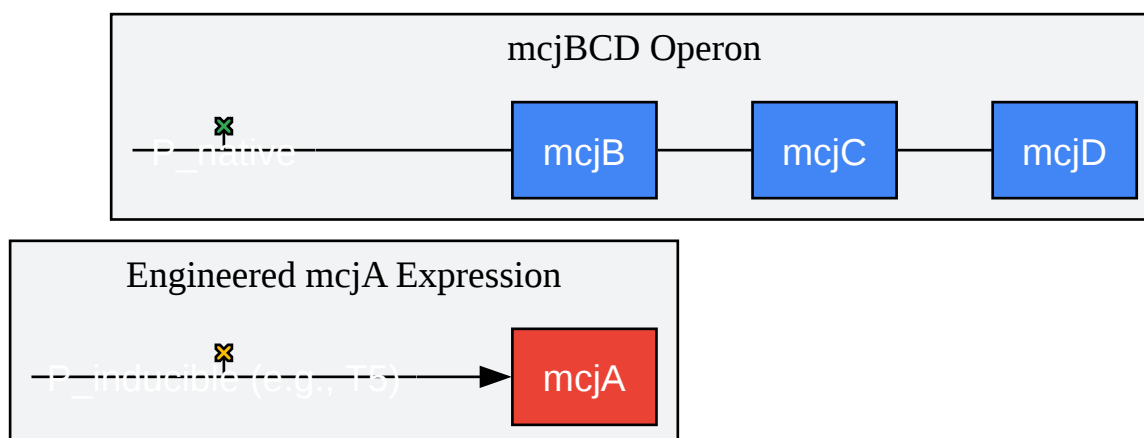 mcjBCD Operon
P_native
mcjB
mcjC
mcjD
Engineered mcjA Expression
P_inducible (e.g., T5)
mcjA